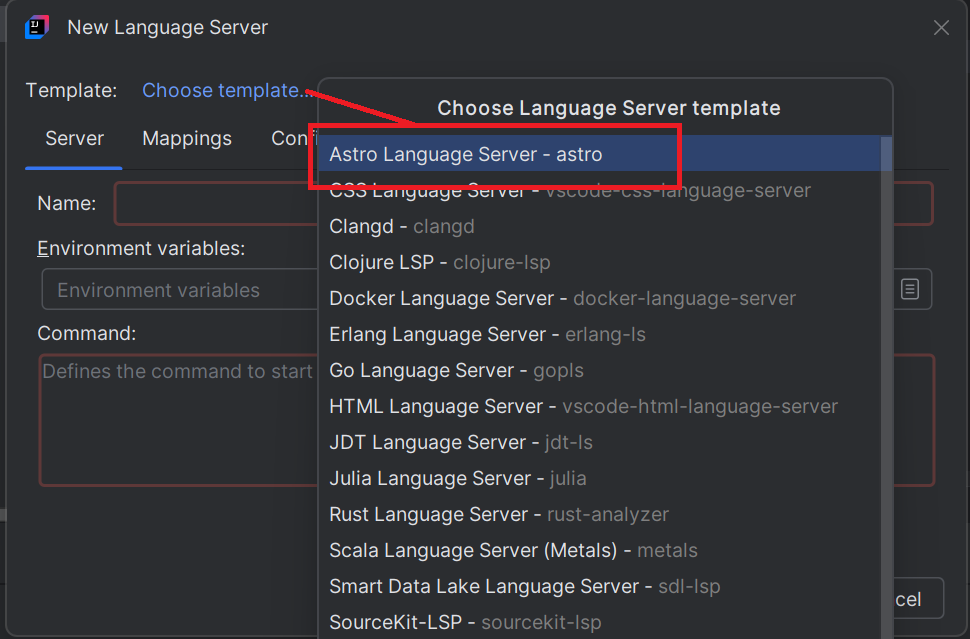 New Language Server
Template: Choose template...
Choose Language Server template
Server Mappings Conf
Astro Language Server - astro
CSS Language Server - vscode-css-language-server
Name:
Clangd - clangd
Environment variables:
Clojure LSP - clojure-lsp
Environment variables
Docker Language Server - docker-language-server
Command:
Erlang Language Server - erlang-ls
Defines the command to start
Go Language Server - gopls
HTML Language Server - vscode-html-language-server
JDT Language Server - jdt-ls
Julia Language Server - julia
Rust Language Server - rust-analyzer
Scala Language Server (Metals) - metals
Smart Data Lake Language Server - sdl-lsp
cel
SourceKit-LSP - sourcekit-lsp